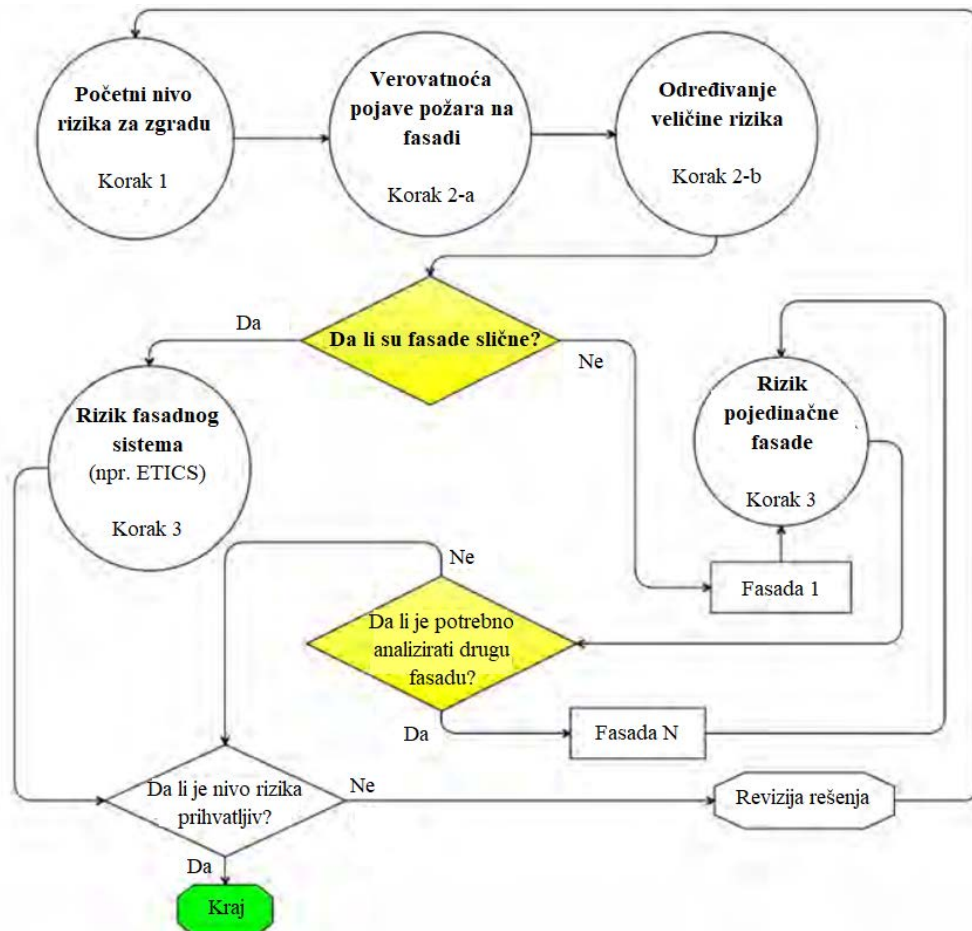 Početni nivo
rizika za zgradu
Korak 1
Verovatnoća
pojave požara na
fasadi
Korak 2-a
Određivanje
veličine rizika
Korak 2-b
Da li su fasade slične?
Da
Ne
Rizik fasadnog
sistema
(npr. ETICS)
Korak 3
Rizik
pojedinačne
fasade
Korak 3
Fasada 1
Da li je potrebno
analizirati drugu
fasadu?
Ne
Da
Fasada N
Da li je nivo rizika
prihvatljiv?
Ne
Revizija rešenja
Da
Kraj